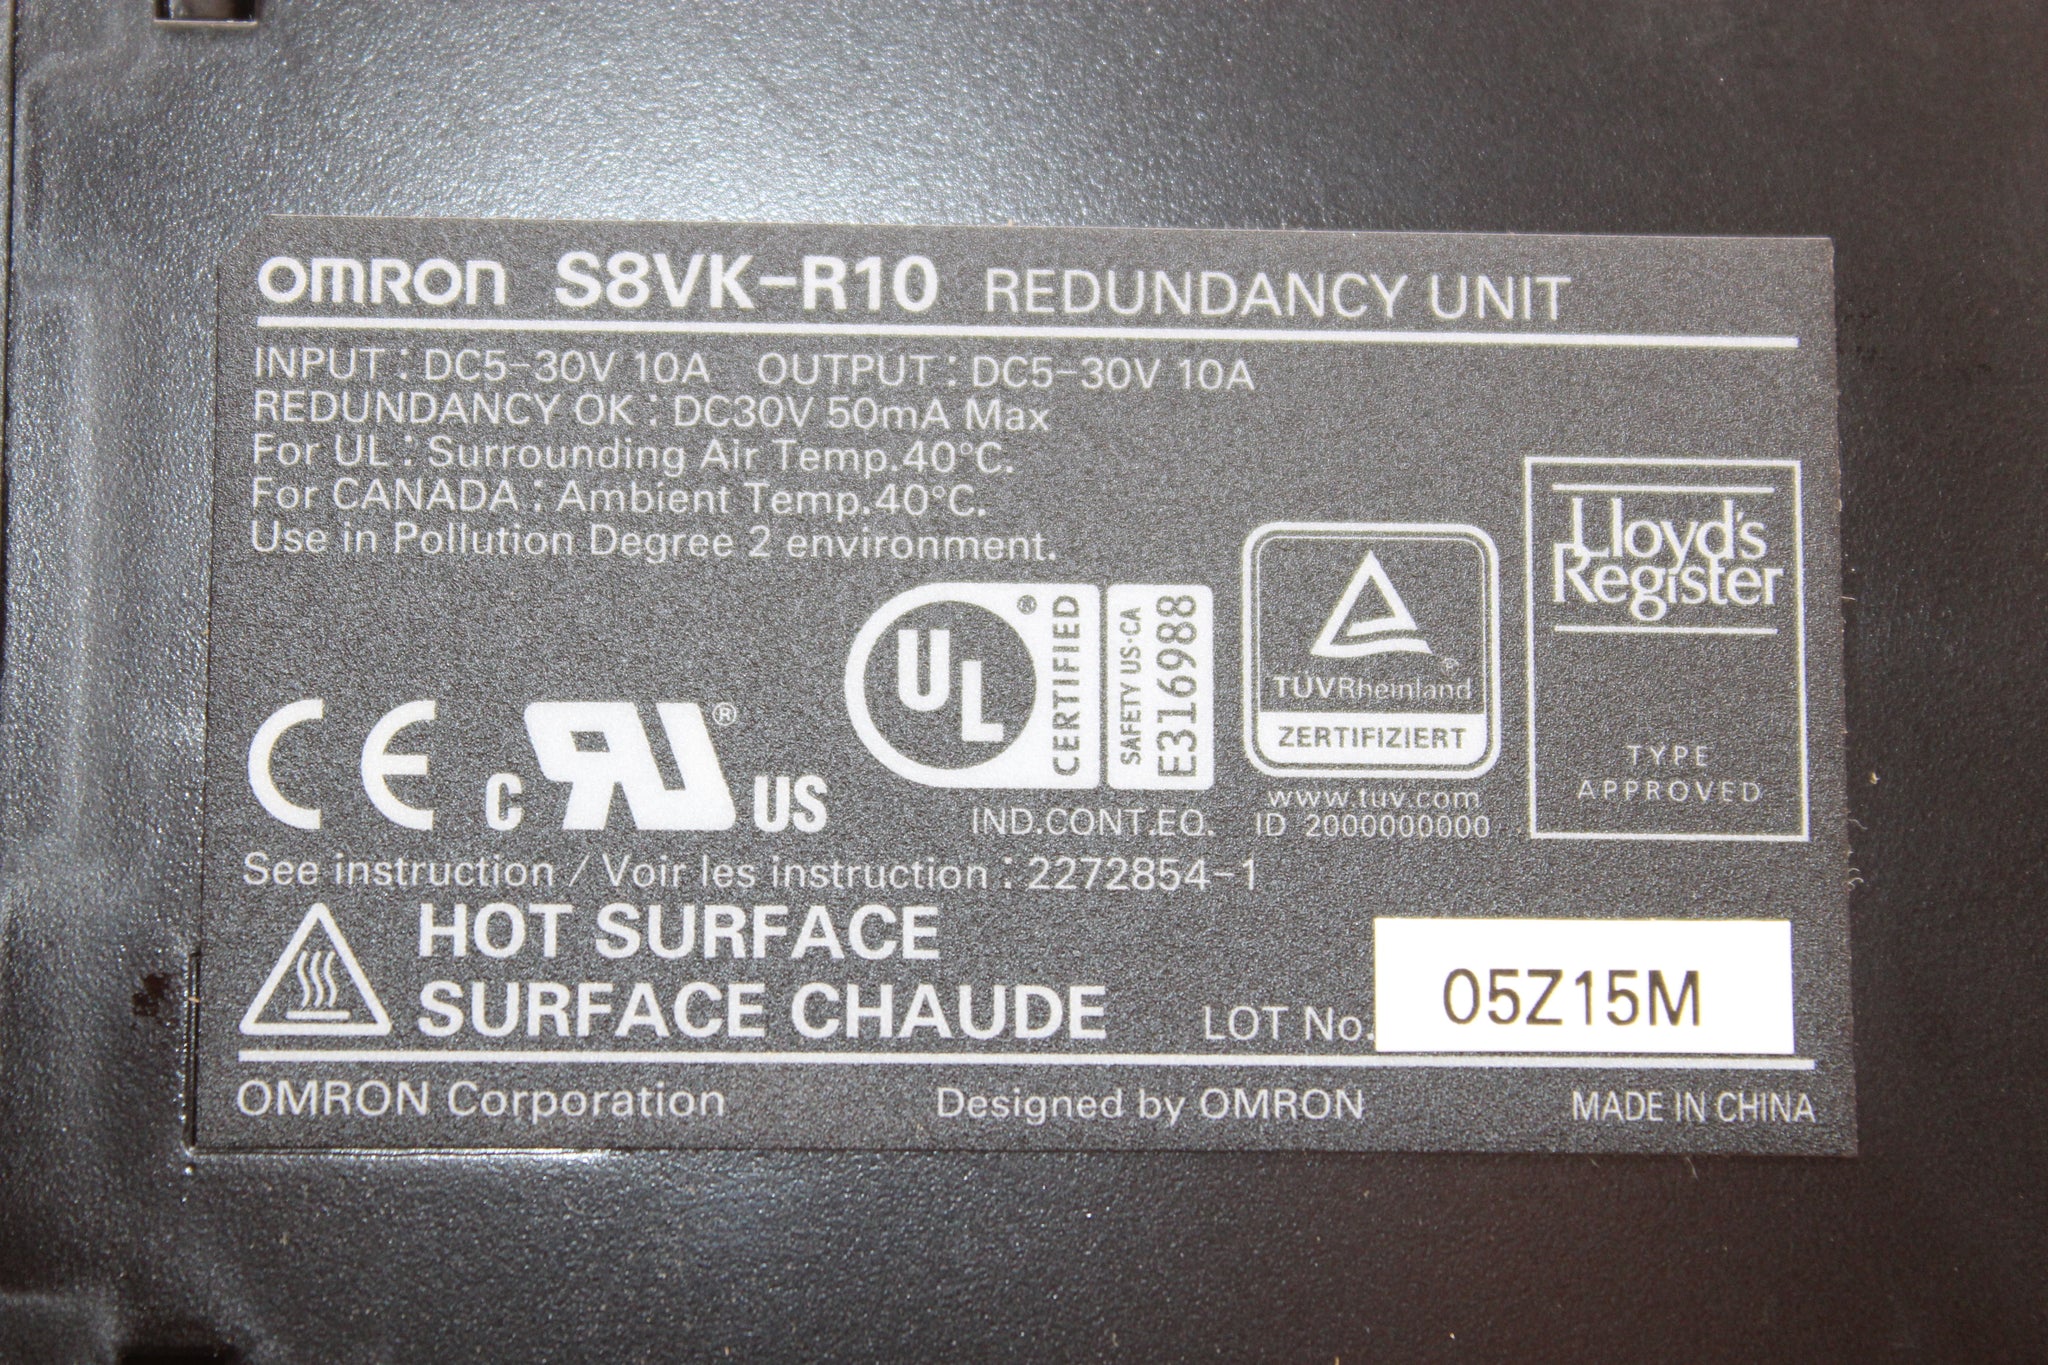 OMRON S8VK-R10 REDUNDANCY UNIT
INPUT : DC5-30V 10A OUTPUT : DC5-30V 10A
REDUNDANCY OK : DC30V 50mA Max
For UL : Surrounding Air Temp.40°C.
For CANADA : Ambient Temp.40°C.
Use in Pollution Degree 2 environment.
CE
C RU ® US
UL ® CERTIFIED
SAFETY US·CA
E316988
IND.CONT.EQ.
TÜVRheinland
ZERTIFIZIERT
www.tuv.com
ID 2000000000
Lloyd's
Register
TYPE
APPROVED
See instruction / Voir les instruction : 2272854-1
HOT SURFACE
SURFACE CHAUDE
LOT No. 05Z15M
OMRON Corporation Designed by OMRON MADE IN CHINA